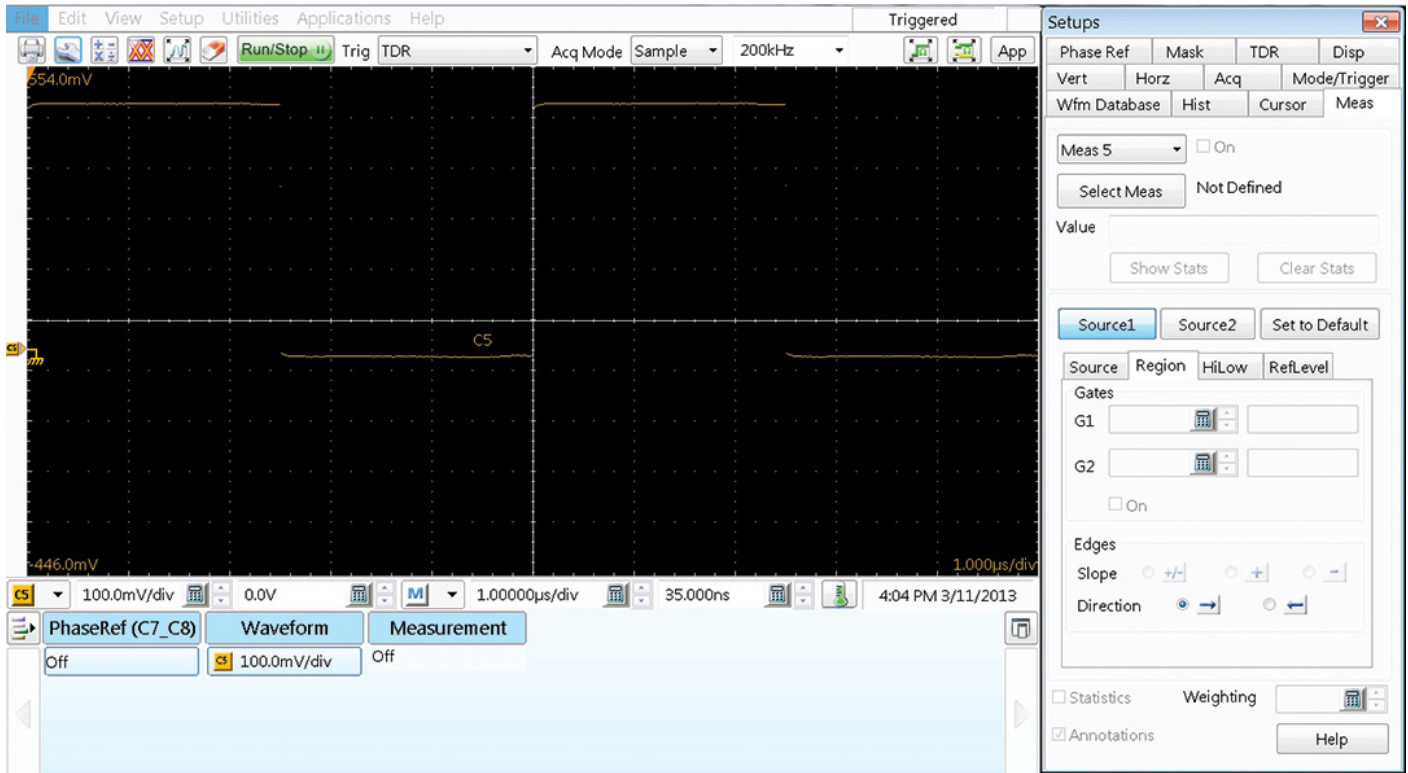 File Edit View Setup Utilities Applications Help
Triggered
Run/Stop Trig TDR Acq Mode Sample 200kHz App
554.0mV
C5
C5
-446.0mV
1.000µs/div
C5 100.0mV/div 0.0V M 1.00000µs/div 35.000ns 4:04 PM 3/11/2013
PhaseRef (C7_C8) Waveform Measurement
Off C5 100.0mV/div Off
Setups
Phase Ref Mask TDR Disp
Vert Horz Acq Mode/Trigger
Wfm Database Hist Cursor Meas
Meas 5 On
Select Meas Not Defined
Value
Show Stats Clear Stats
Source1 Source2 Set to Default
Source Region HiLow RefLevel
Gates
G1
G2
On
Edges
Slope +/- + -
Direction
Statistics Weighting
Annotations Help